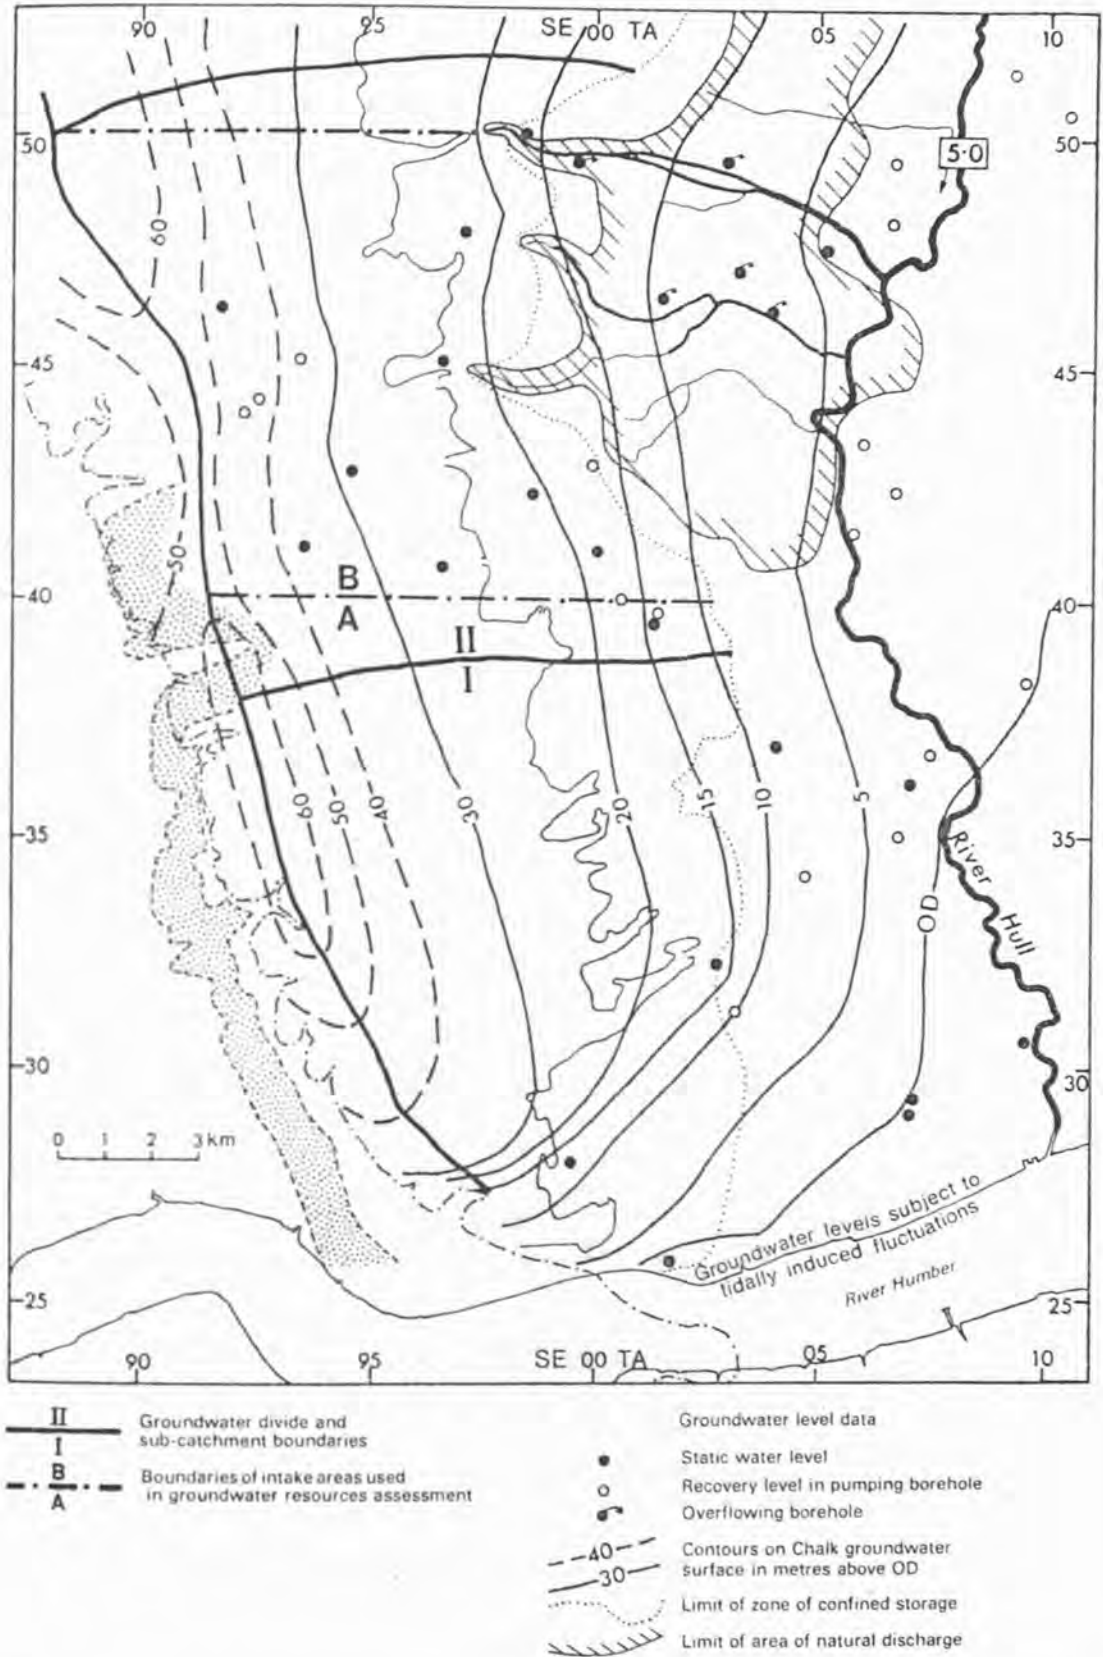 90
25
SE 00 TA
05
10
50
50
5·0
60
45
45
50
B
40
A
40
II
I
60
50
40
30
20
15
10
5
35
35
River Hull
OD
30
30
0 1 2 3 km
Groundwater levels subject to
tidally induced fluctuations
River Humber
25
25
90
95
SE 00 TA
05
10
II
I
Groundwater divide and
sub-catchment boundaries
B
A
Boundaries of intake areas used
in groundwater resources assessment
Groundwater level data
Static water level
Recovery level in pumping borehole
Overflowing borehole
40
30
Contours on Chalk groundwater
surface in metres above OD
Limit of zone of confined storage
Limit of area of natural discharge